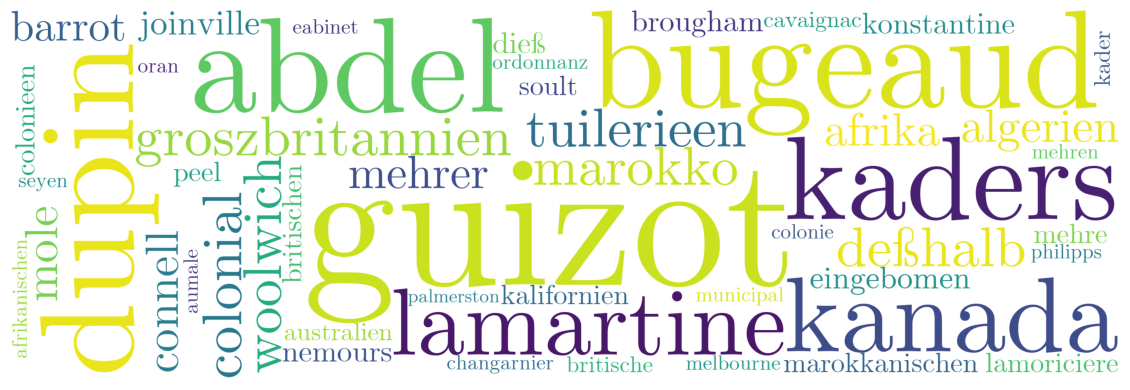 barrot
joinville
eabinet
brougham
cavaignac
konstantine
abdel
dieß
ordonnanz
bugeaud
kader
oran
soult
dupin
colonieen
groszbritannien
tuilerieen
afrika
algerien
mehren
seyen
peel
mehrer
marokko
kaders
guizot
woolwich
britischen
colonial
connell
aumale
mole
afrikanischen
colonie
deßhalb
mehre
philipps
eingebornen
palmerston
kalifornien
municipal
lamartine
kanada
australien
nemours
changarnier
britische
melbourne
marokkanischen
lamoriciere